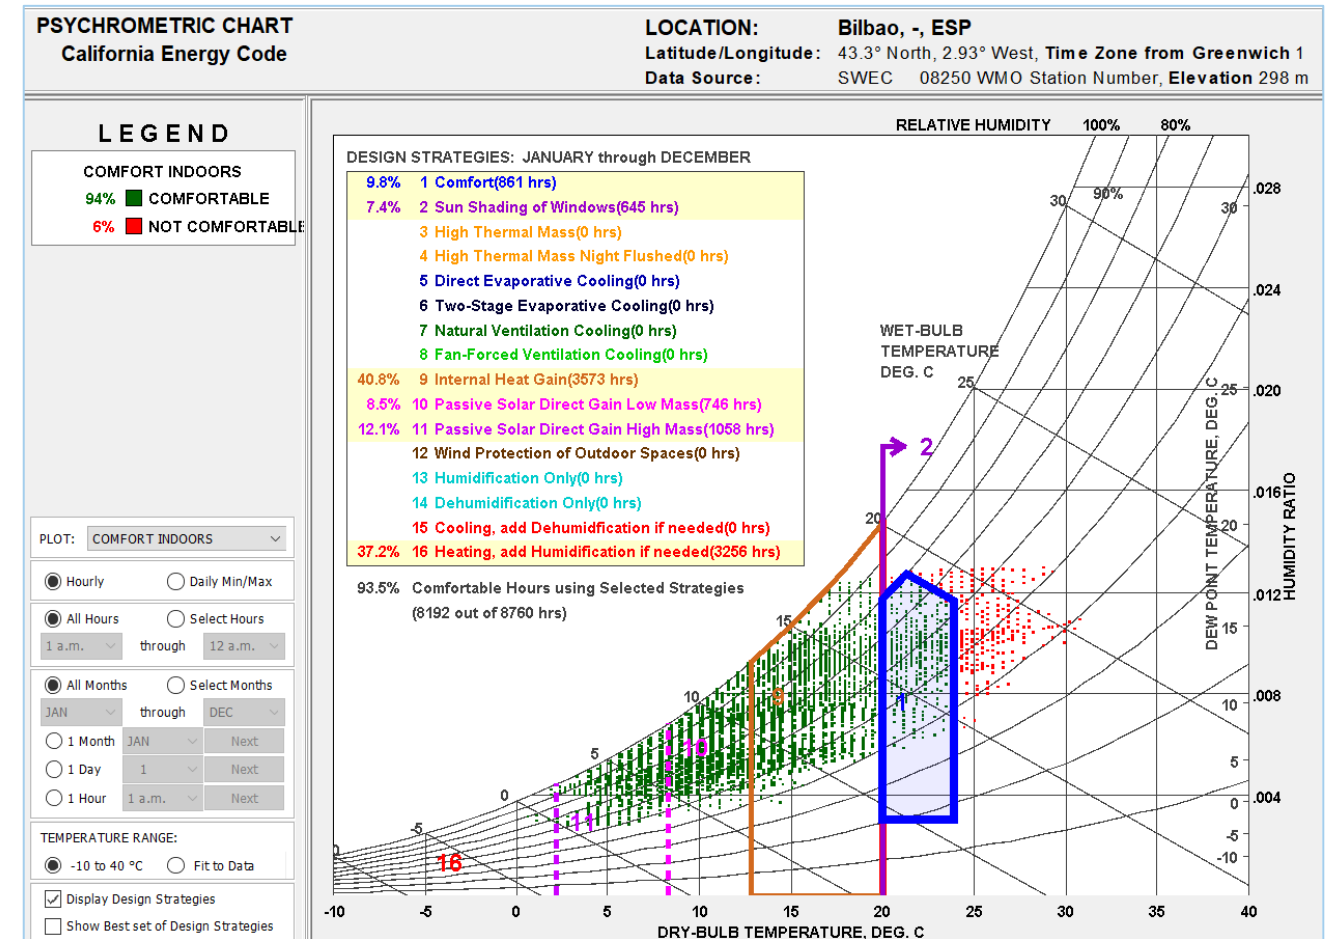 PSYCHROMETRIC CHART
California Energy Code
LOCATION: Bilbao, -, ESP
Latitude/Longitude: 43.3° North, 2.93° West, Time Zone from Greenwich 1
Data Source: SWEC 08250 WMO Station Number, Elevation 298 m
LEGEND
COMFORT INDOORS
94% COMFORTABLE
6% NOT COMFORTABLE
PLOT: COMFORT INDOORS
Hourly Daily Min/Max
All Hours Select Hours
1 a.m. through 12 a.m.
All Months Select Months
JAN through DEC
1 Month JAN Next
1 Day 1 Next
1 Hour 1 a.m. Next
TEMPERATURE RANGE:
-10 to 40 °C Fit to Data
Display Design Strategies
Show Best set of Design Strategies
RELATIVE HUMIDITY 100% 80%
90%
DESIGN STRATEGIES: JANUARY through DECEMBER
9.8% 1 Comfort(861 hrs)
7.4% 2 Sun Shading of Windows(645 hrs)
3 High Thermal Mass(0 hrs)
4 High Thermal Mass Night Flushed(0 hrs)
5 Direct Evaporative Cooling(0 hrs)
6 Two-Stage Evaporative Cooling(0 hrs)
7 Natural Ventilation Cooling(0 hrs)
8 Fan-Forced Ventilation Cooling(0 hrs)
40.8% 9 Internal Heat Gain(3573 hrs)
8.5% 10 Passive Solar Direct Gain Low Mass(746 hrs)
12.1% 11 Passive Solar Direct Gain High Mass(1058 hrs)
12 Wind Protection of Outdoor Spaces(0 hrs)
13 Humidification Only(0 hrs)
14 Dehumidification Only(0 hrs)
15 Cooling, add Dehumidfication if needed(0 hrs)
37.2% 16 Heating, add Humidification if needed(3256 hrs)
93.5% Comfortable Hours using Selected Strategies
(8192 out of 8760 hrs)
WET-BULB
TEMPERATURE
DEG. C
30
25
20
15
10
5
0
-5
2
1
9
10
11
16
30
25
20
15
10
5
0
-5
-10
DEW POINT TEMPERATURE, DEG. C
.028
.024
.020
.016
.012
.008
.004
HUMIDITY RATIO
-10 -5 0 5 10 15 20 25 30 35 40
DRY-BULB TEMPERATURE, DEG. C